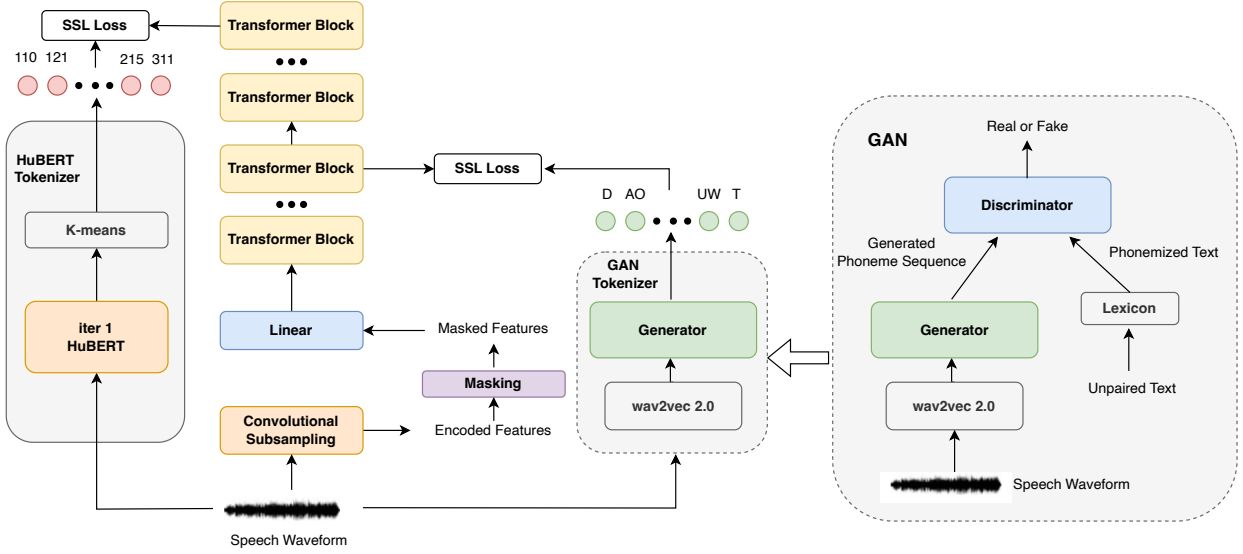 SSL Loss
Transformer Block
110 121 215 311
Transformer Block
HuBERT
Tokenizer
Transformer Block
SSL Loss
K-means
Transformer Block
D AO UW T
GAN
Tokenizer
iter 1
HuBERT
Linear
Masked Features
Generator
Masking
wav2vec 2.0
Convolutional
Subsampling
Encoded Features
Speech Waveform
GAN
Real or Fake
Discriminator
Generated
Phoneme Sequence
Phonemized Text
Generator
Lexicon
wav2vec 2.0
Unpaired Text
Speech Waveform